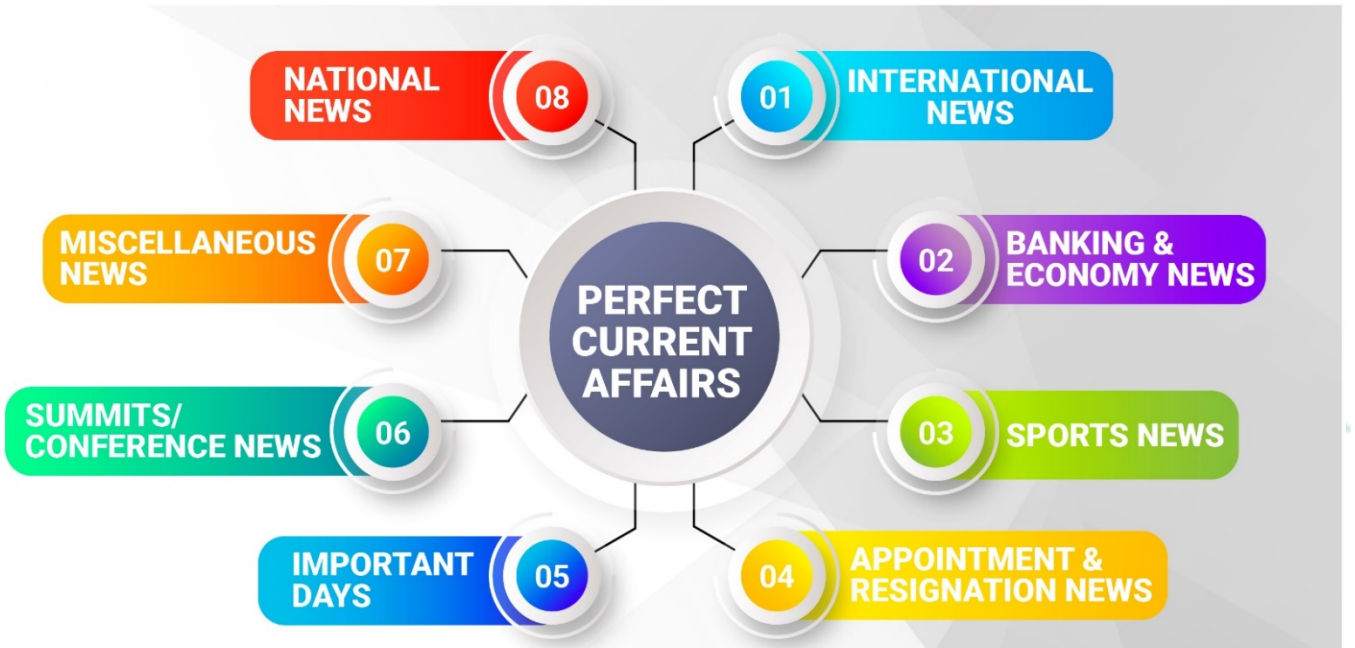 PERFECT
CURRENT
AFFAIRS
01
INTERNATIONAL
NEWS
02
BANKING &
ECONOMY NEWS
03
SPORTS NEWS
04
APPOINTMENT &
RESIGNATION NEWS
05
IMPORTANT
DAYS
06
SUMMITS/
CONFERENCE NEWS
07
MISCELLANEOUS
NEWS
08
NATIONAL
NEWS